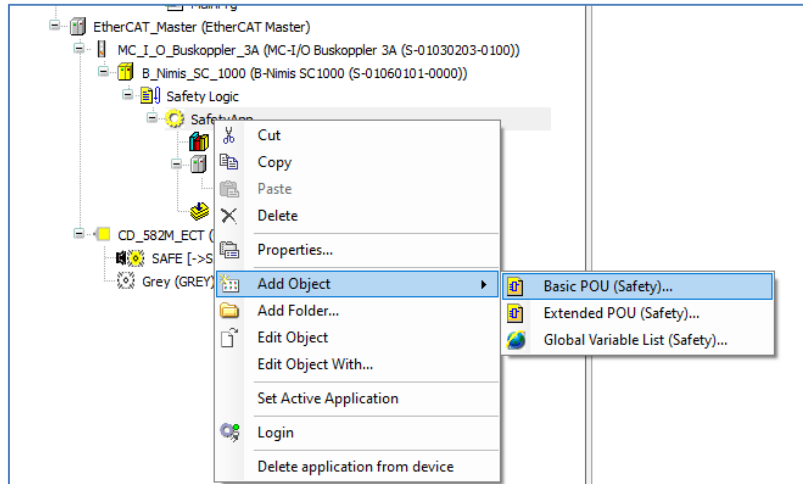 MainPrg
EtherCAT_Master (EtherCAT Master)
MC_I_O_Buskoppler_3A (MC-I/O Buskoppler 3A (S-01030203-0100))
B_Nimis_SC_1000 (B-Nimis SC1000 (S-01060101-0000))
Safety Logic
SafetyApp
Cut
Copy
Paste
Delete
CD_582M_ECT (
Properties...
SAFE [->S
Add Object
Basic POU (Safety)...
Grey (GREY)
Add Folder...
Extended POU (Safety)...
Edit Object
Global Variable List (Safety)...
Edit Object With...
Set Active Application
Login
Delete application from device